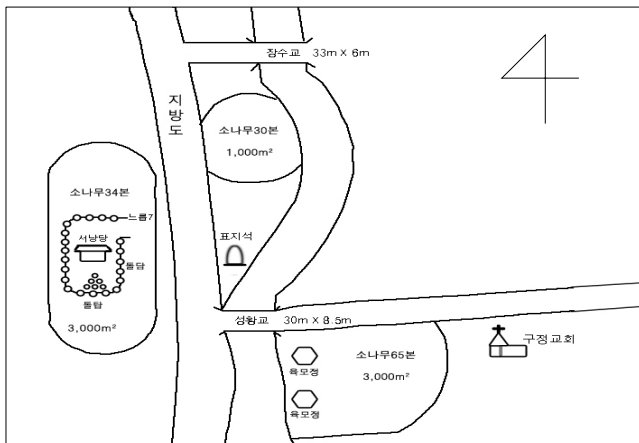 장수교 33m X 6m
지방도
소나무30본
1,000m²
소나무34본
느릅7
서낭당
돌담
돌탑
3,000m²
표지석
성황교 30m X 8.5m
소나무65본
3,000m²
육모정
육모정
구정교회